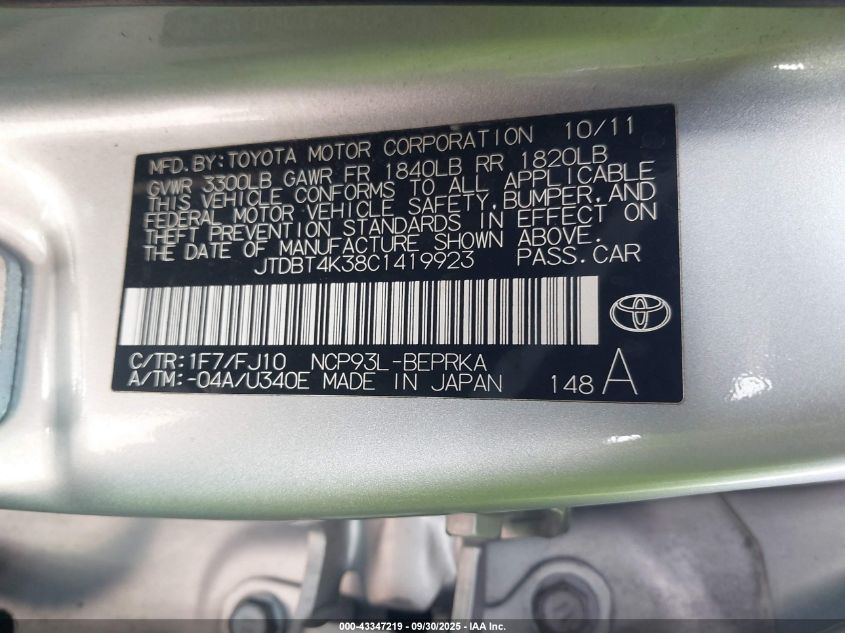 MFD. BY: TOYOTA MOTOR CORPORATION 10/11
GVWR 3300LB GAWR FR 1840LB RR 1820LB
THIS VEHICLE CONFORMS TO ALL APPLICABLE
FEDERAL MOTOR VEHICLE SAFETY, BUMPER, AND
THEFT PREVENTION STANDARDS IN EFFECT ON
THE DATE OF MANUFACTURE SHOWN ABOVE.
JTDBT4K38C1419923 PASS. CAR
C/TR: 1F7/FJ10 NCP93L-BEPRKA
A/TM: -04A/U340E MADE IN JAPAN 148 A
000-43347219 - 09/30/2025 - IAA Inc.